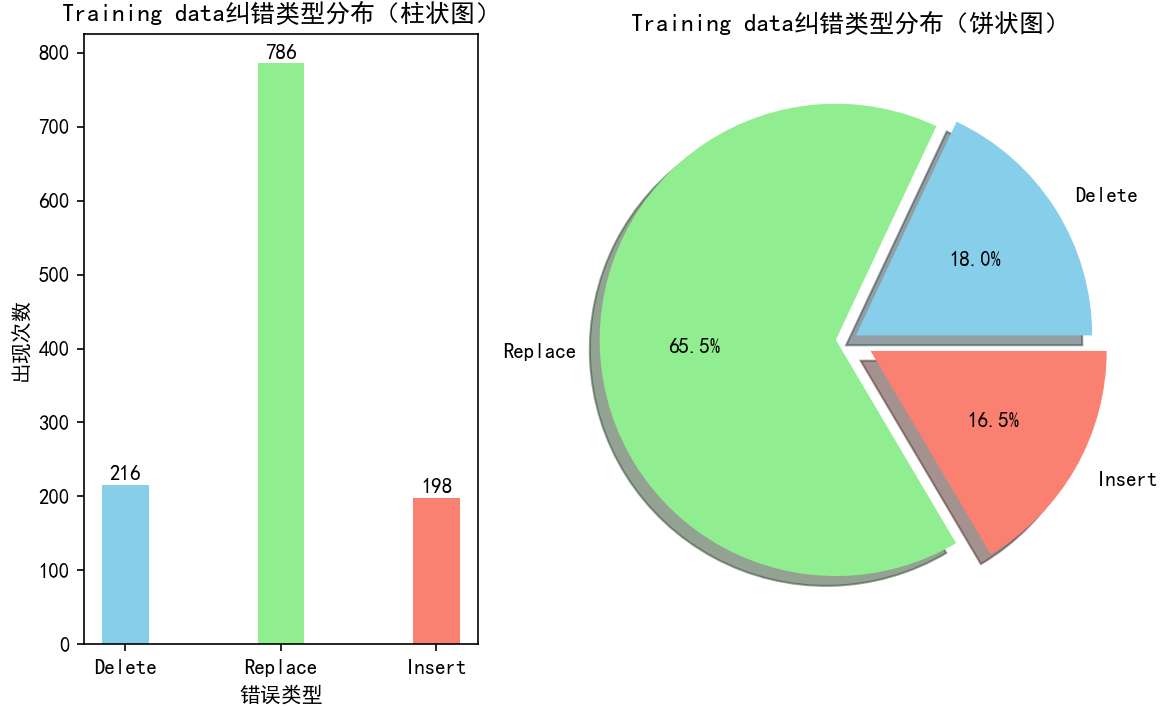 Training data纠错类型分布（柱状图）
800
700
600
500
400
300
200
100
0
出现次数
216
786
198
Delete
Replace
Insert
错误类型
Training data纠错类型分布（饼状图）
Delete
18.0%
Replace
65.5%
16.5%
Insert